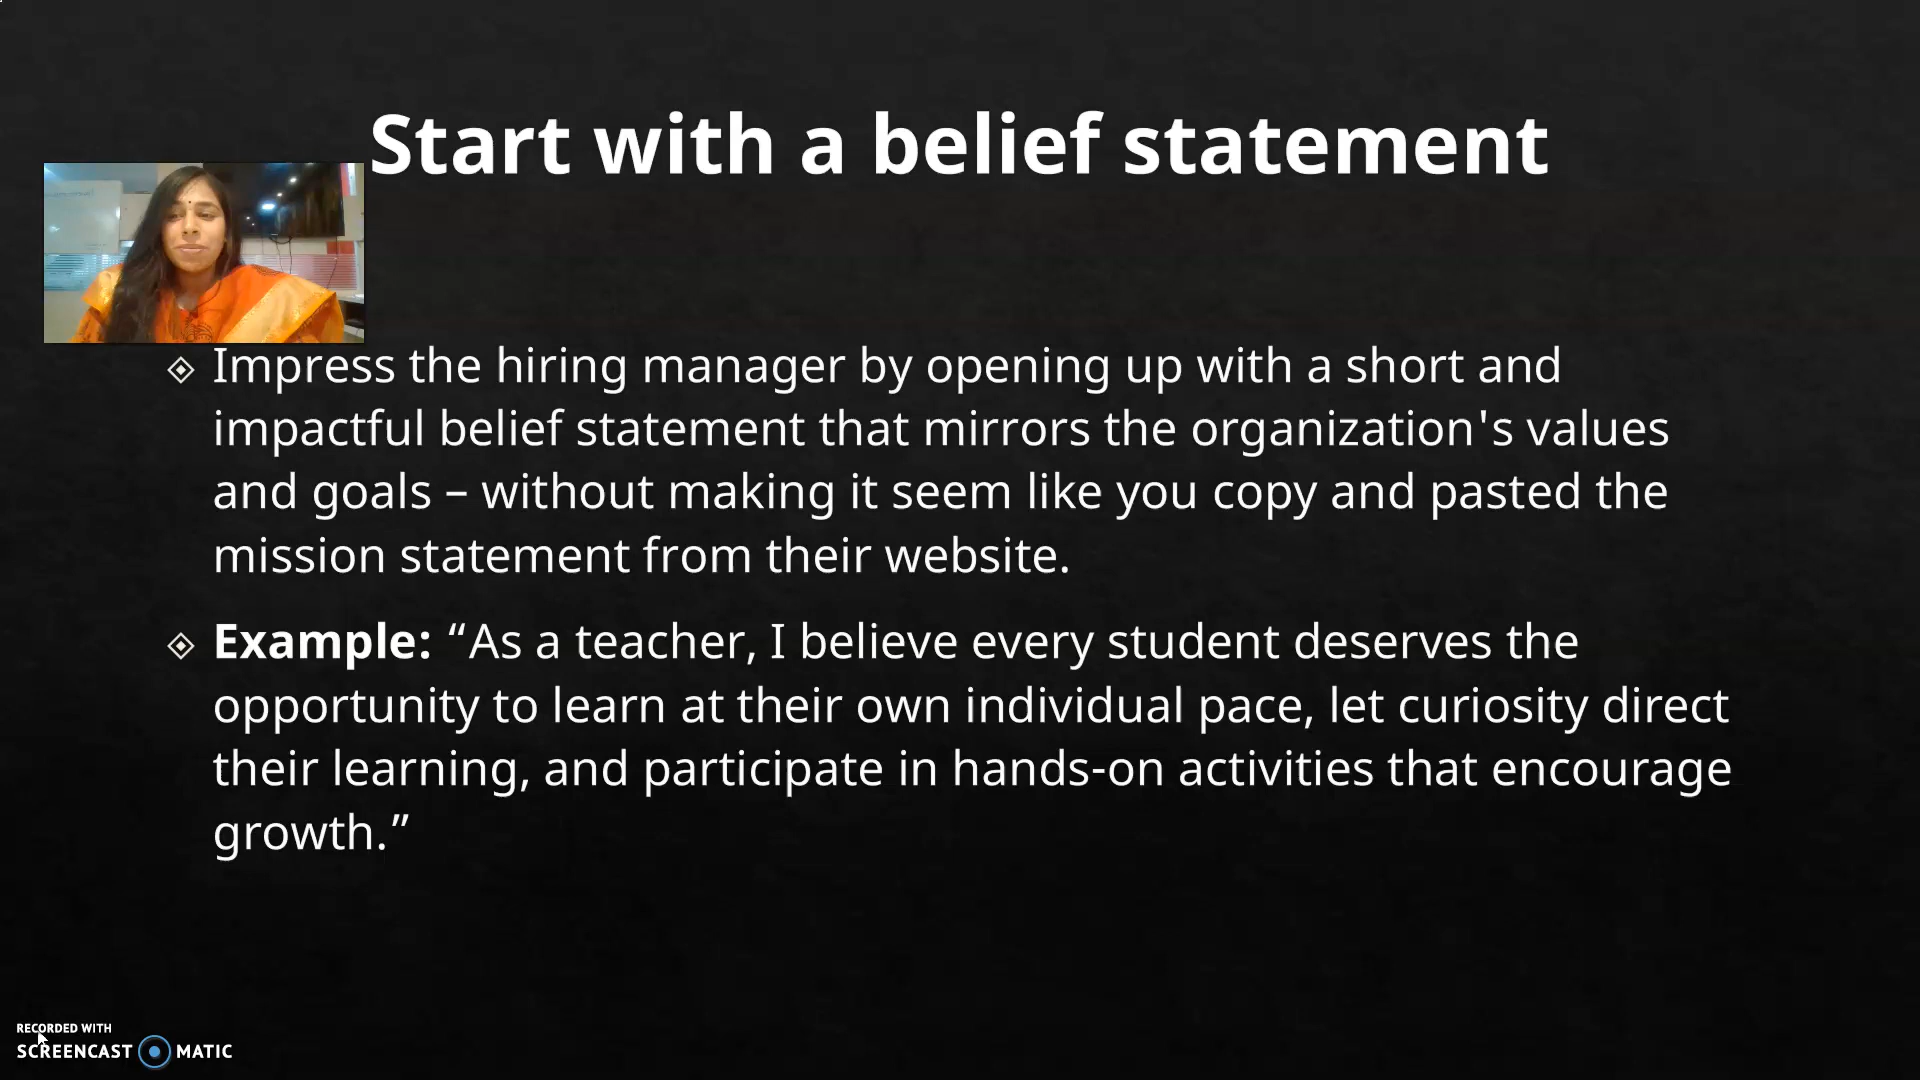 Start with a belief statement
Impress the hiring manager by opening up with a short and
impactful belief statement that mirrors the organization's values
and goals – without making it seem like you copy and pasted the
mission statement from their website.
Example: “As a teacher, I believe every student deserves the
opportunity to learn at their own individual pace, let curiosity direct
their learning, and participate in hands-on activities that encourage
growth.”
RECORDED WITH
SCREENCAST MATIC